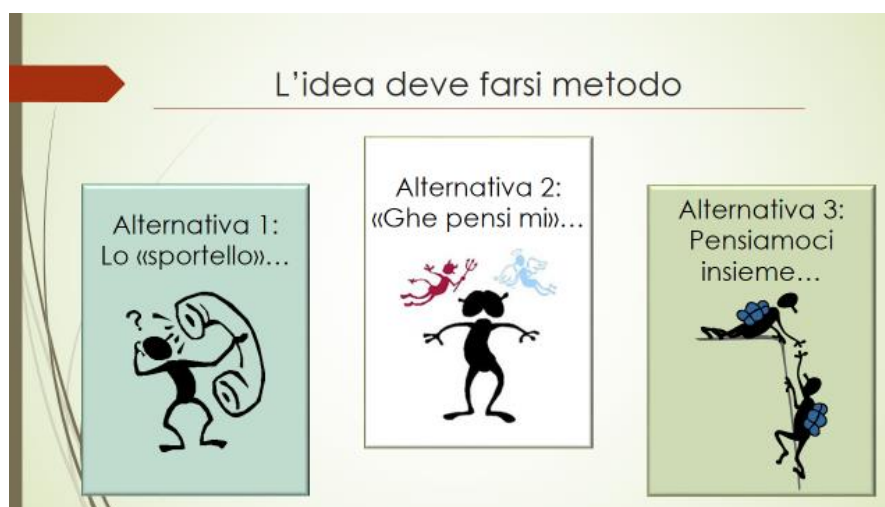 L'idea deve farsi metodo
Alternativa 1:
Lo «sportello»...
?
Alternativa 2:
«Ghe pensi mi»...
Alternativa 3:
Pensiamoci
insieme...